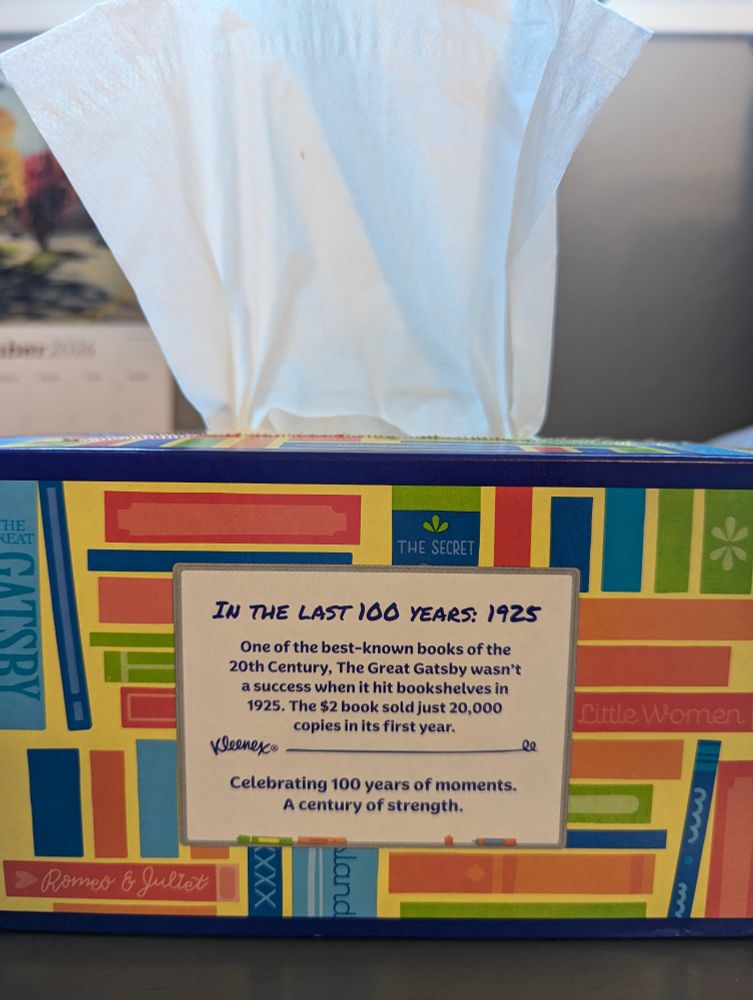 ber 2024
THE
GREAT
GATSBY
THE SECRET
IN THE LAST 100 YEARS: 1925
One of the best-known books of the
20th Century, The Great Gatsby wasn't
a success when it hit bookshelves in
1925. The $2 book sold just 20,000
copies in its first year.
Kleenex®
Celebrating 100 years of moments.
A century of strength.
Little Women
Romeo & Juliet
land